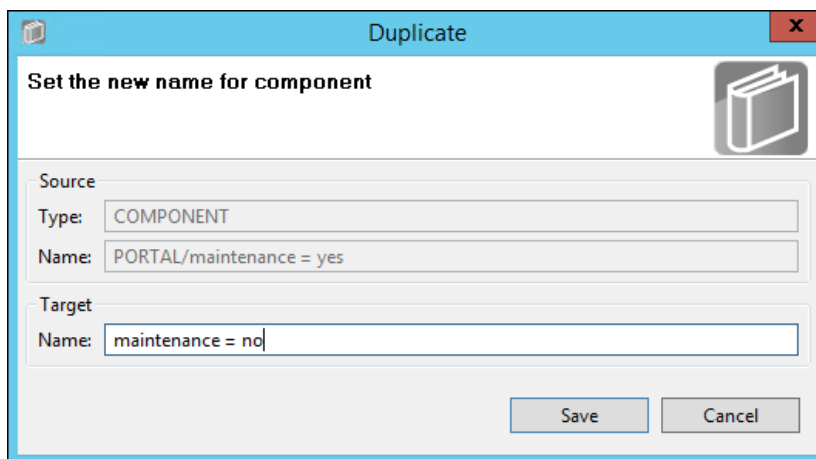 Duplicate
x
Set the new name for component
Source
Type: COMPONENT
Name: PORTAL/maintenance = yes
Target
Name: maintenance = no
Save Cancel